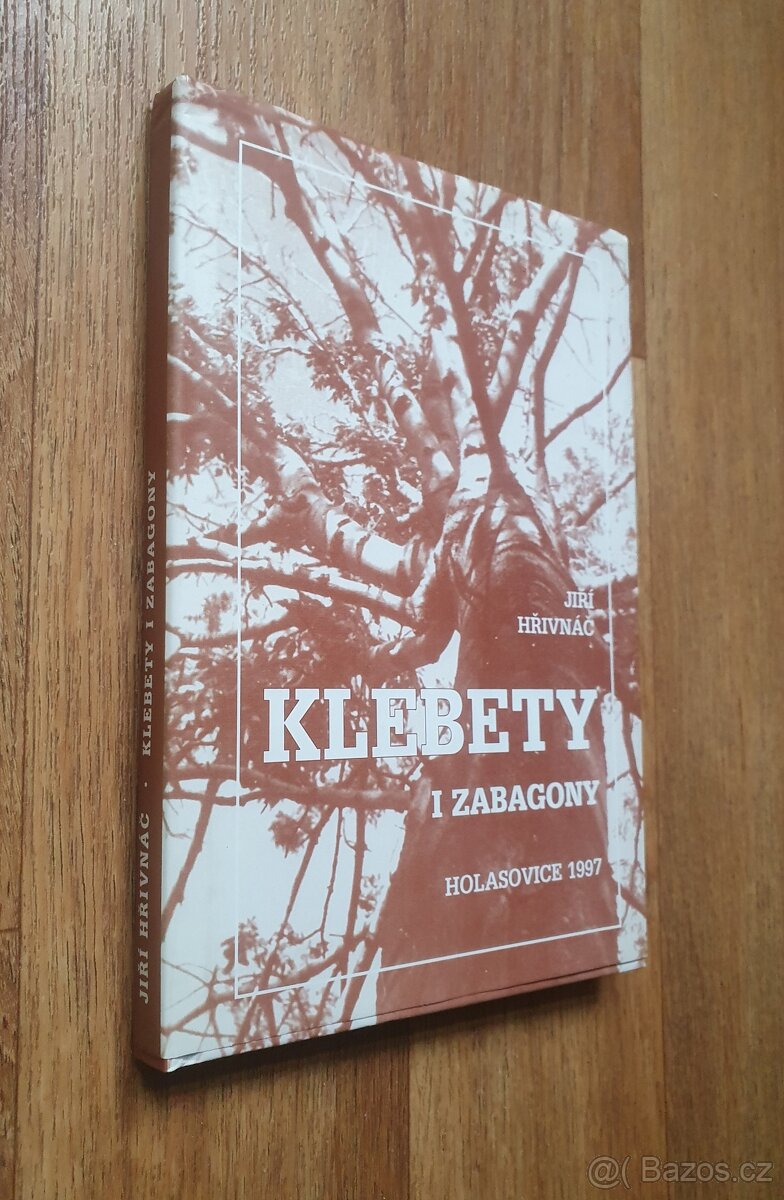 JIŘÍ
HŘIVNÁČ
KLEBETY
I ZABAGONY
HOLASOVICE 1997
JIŘÍ HŘIVNÁČ · KLEBETY I ZABAGONY
@( Bazos.cz